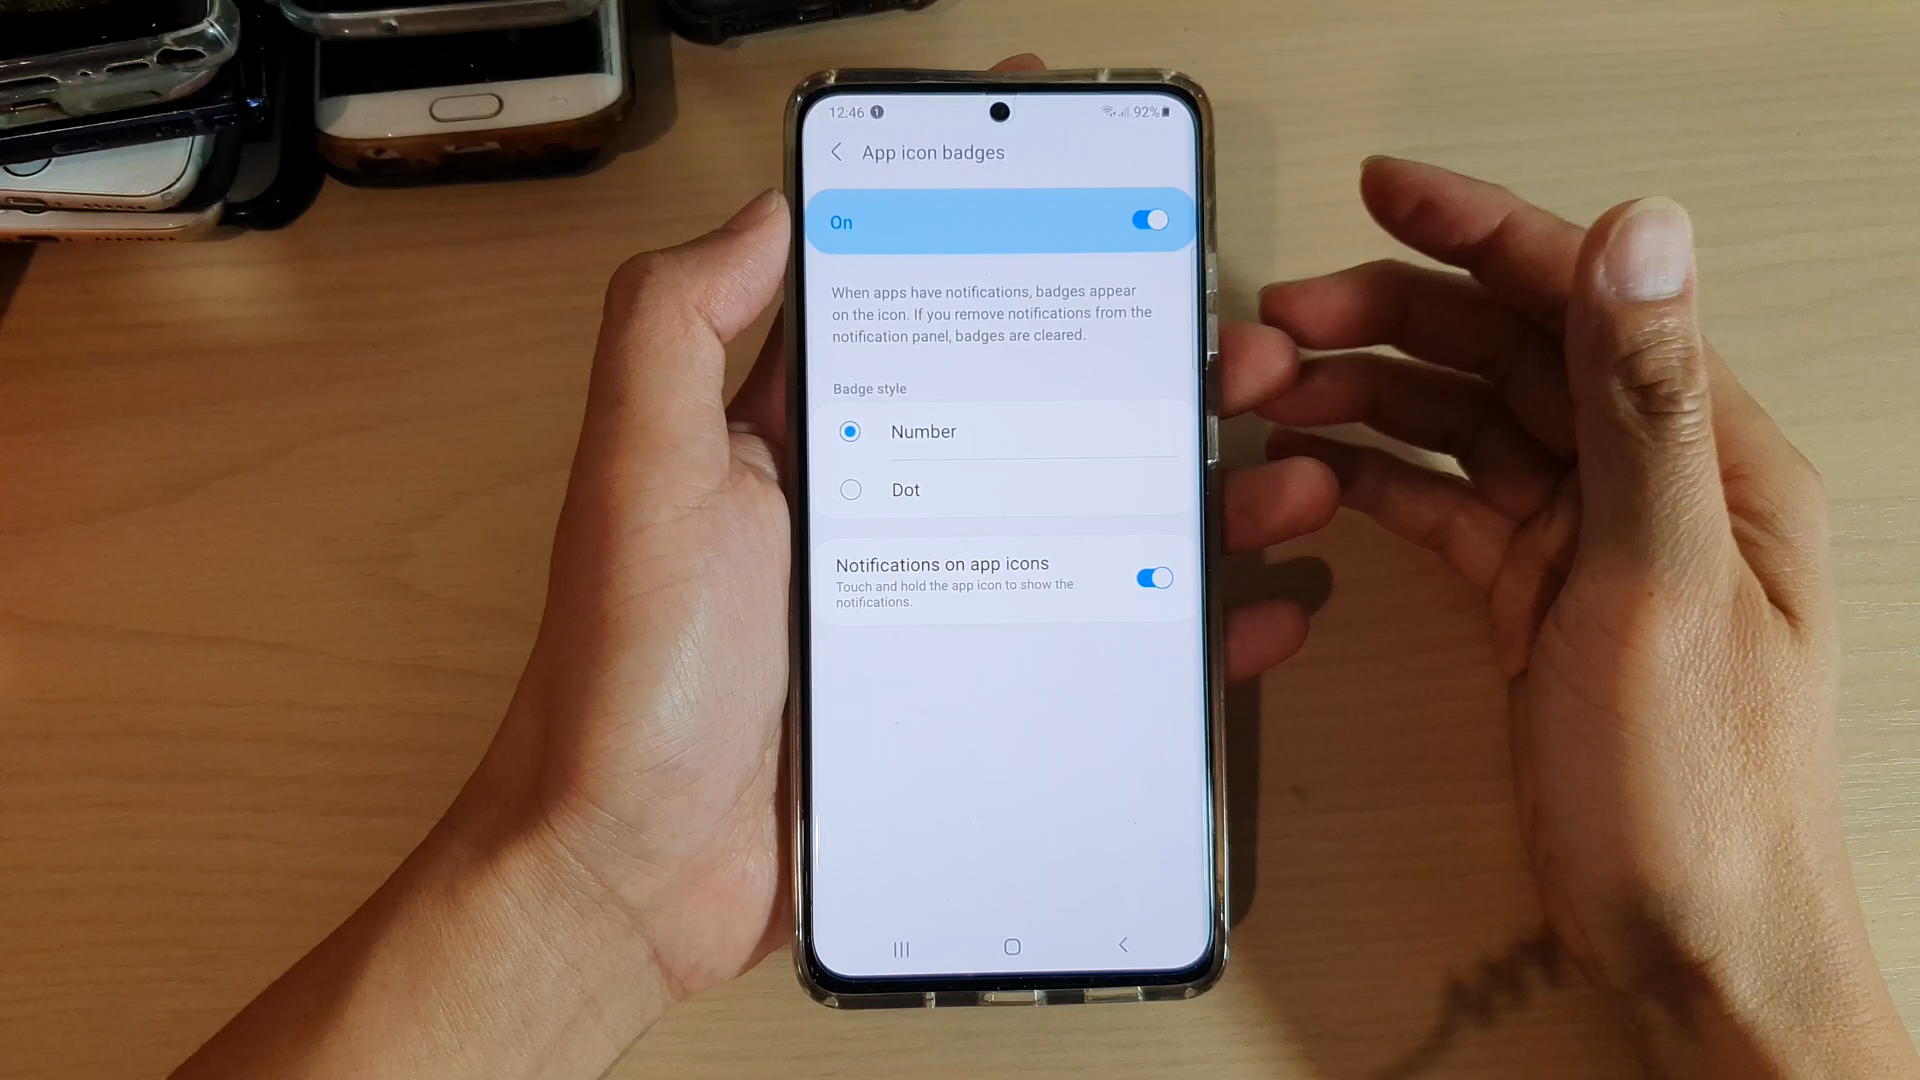 12:46 1 92%
App icon badges
On
When apps have notifications, badges appear
on the icon. If you remove notifications from the
notification panel, badges are cleared.
Badge style
Number
Dot
Notifications on app icons
Touch and hold the app icon to show the
notifications.